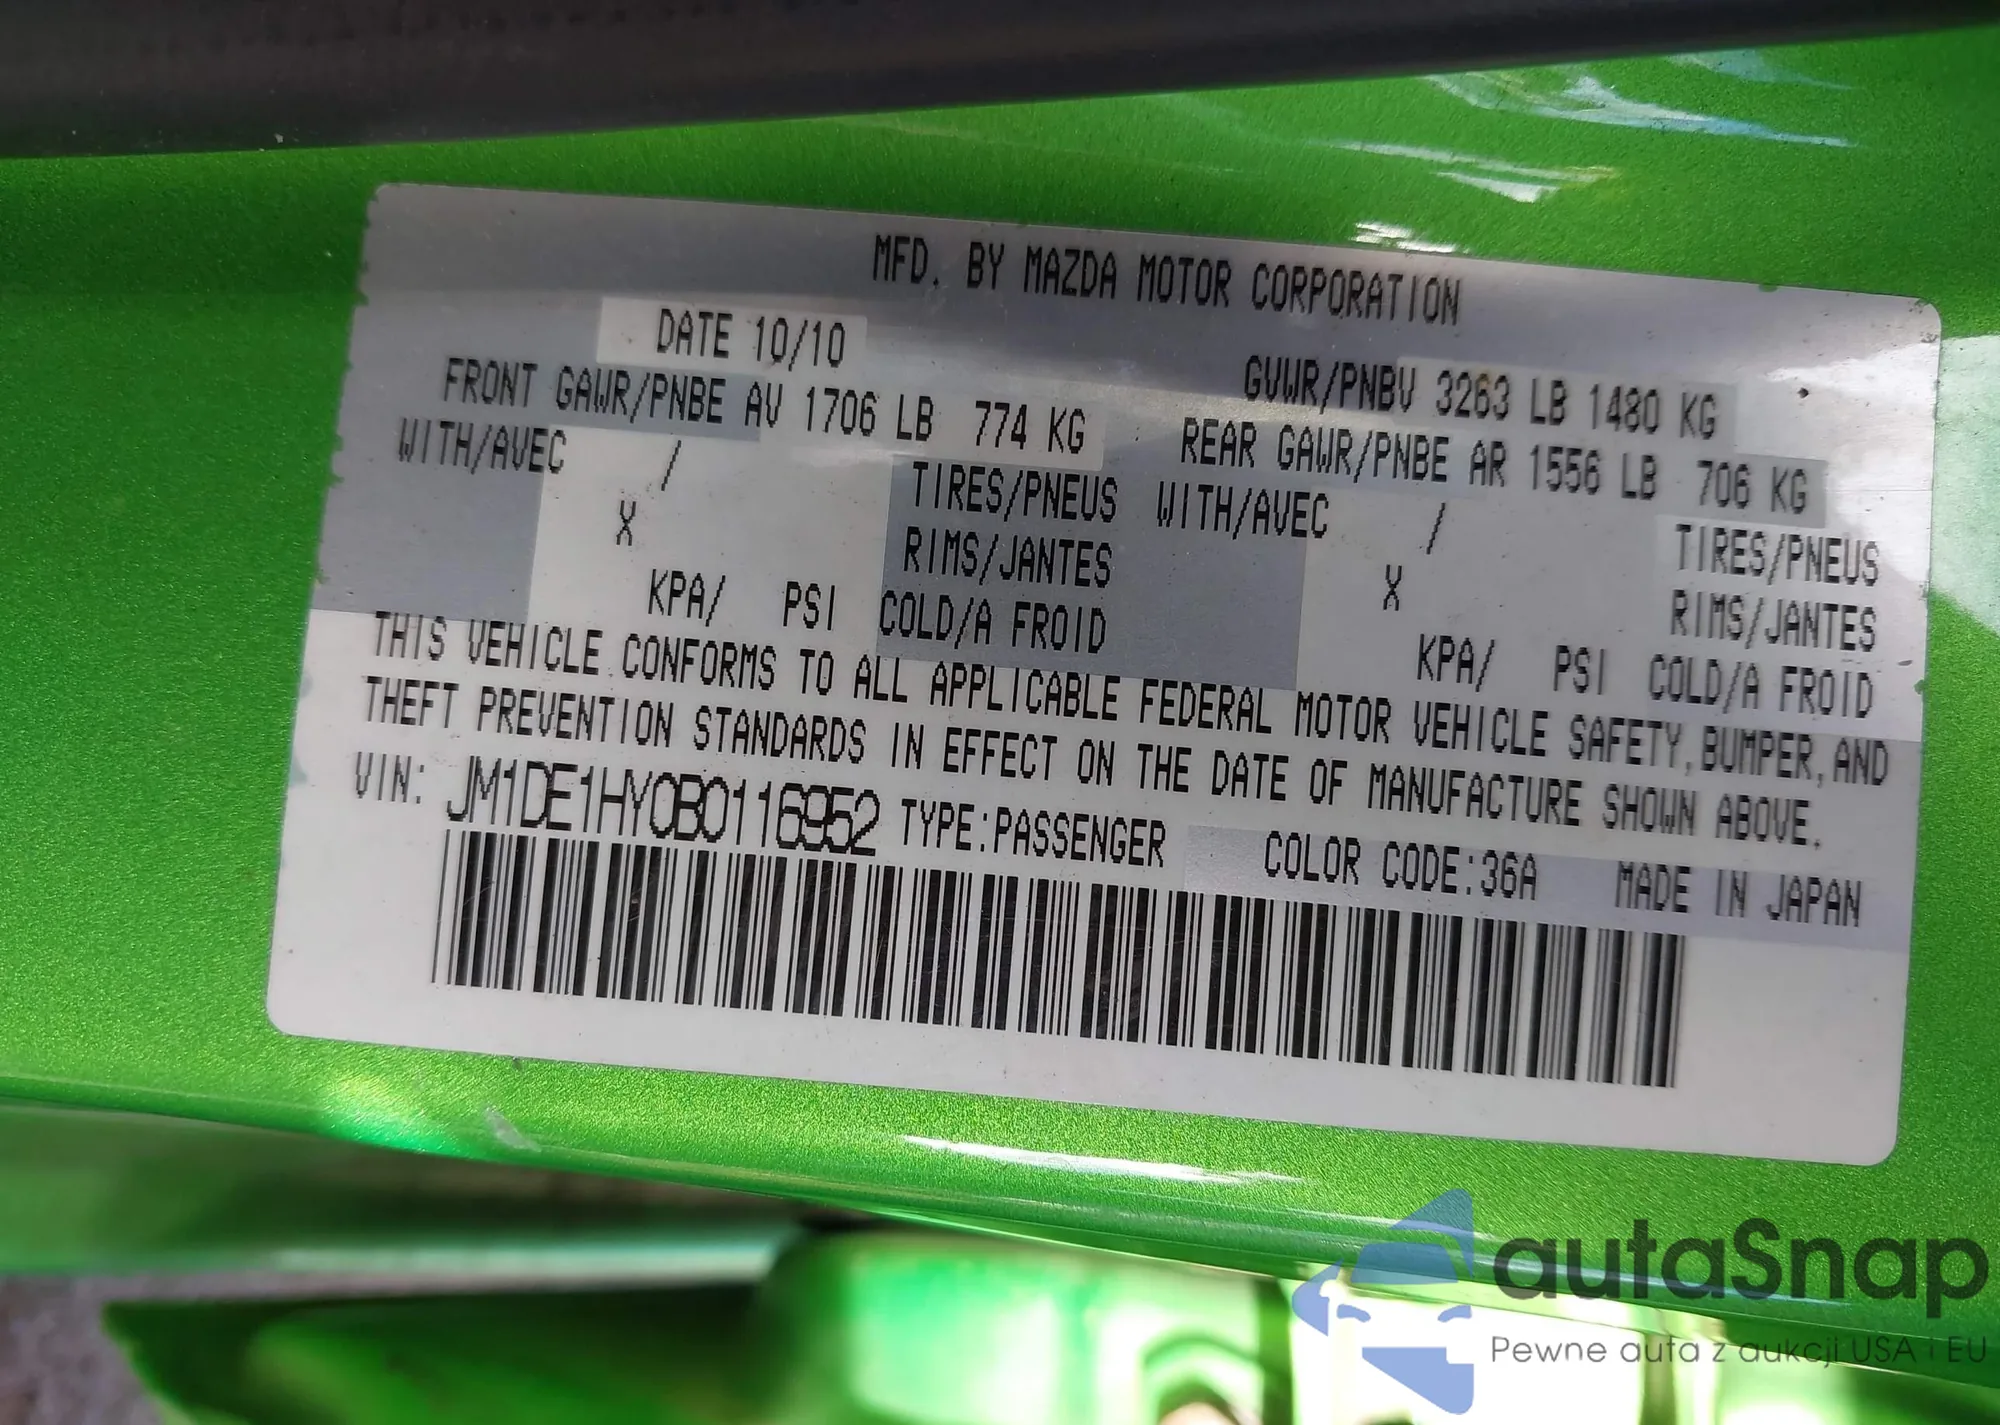 MFD. BY MAZDA MOTOR CORPORATION
DATE 10/10
GVWR/PNBV 3263 LB 1480 KG
FRONT GAWR/PNBE AV 1706 LB 774 KG
REAR GAWR/PNBE AR 1556 LB 706 KG
WITH/AVEC / TIRES/PNEUS WITH/AVEC / TIRES/PNEUS
X RIMS/JANTES X RIMS/JANTES
KPA/ PSI COLD/A FROID KPA/ PSI COLD/A FROID
THIS VEHICLE CONFORMS TO ALL APPLICABLE FEDERAL MOTOR VEHICLE SAFETY, BUMPER, AND
THEFT PREVENTION STANDARDS IN EFFECT ON THE DATE OF MANUFACTURE SHOWN ABOVE.
VIN: JM1DE1HY0B0116952 TYPE:PASSENGER COLOR CODE:36A MADE IN JAPAN
autaSnap
Pewne auta z aukcji USA i EU